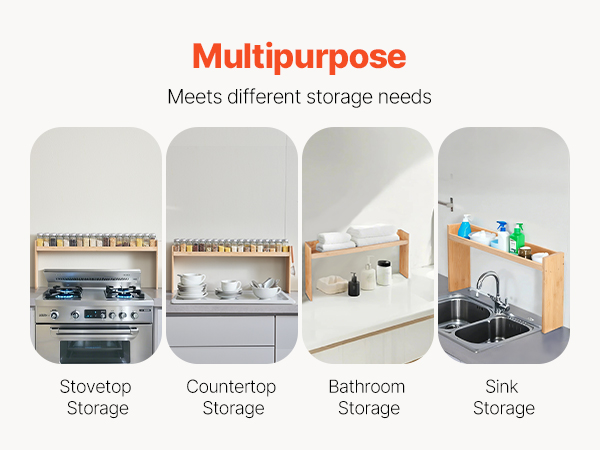 Multipurpose
Meets different storage needs
Stovetop
Storage
Countertop
Storage
Bathroom
Storage
Sink
Storage